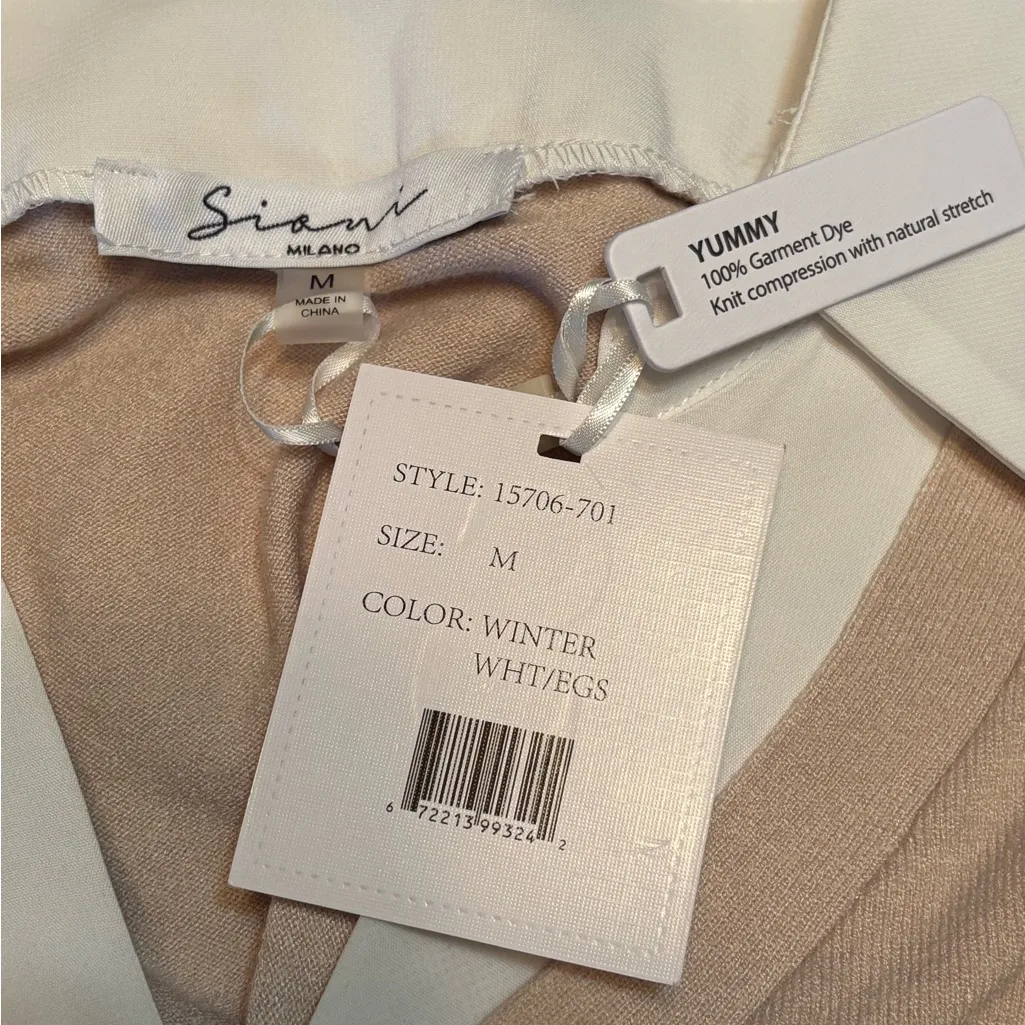 Siani
MILANO
M
MADE IN
CHINA
YUMMY
100% Garment Dye
Knit compression with natural stretch
STYLE: 15706-701
SIZE: M
COLOR: WINTER
WHT/EGS
6 72213 99324 2